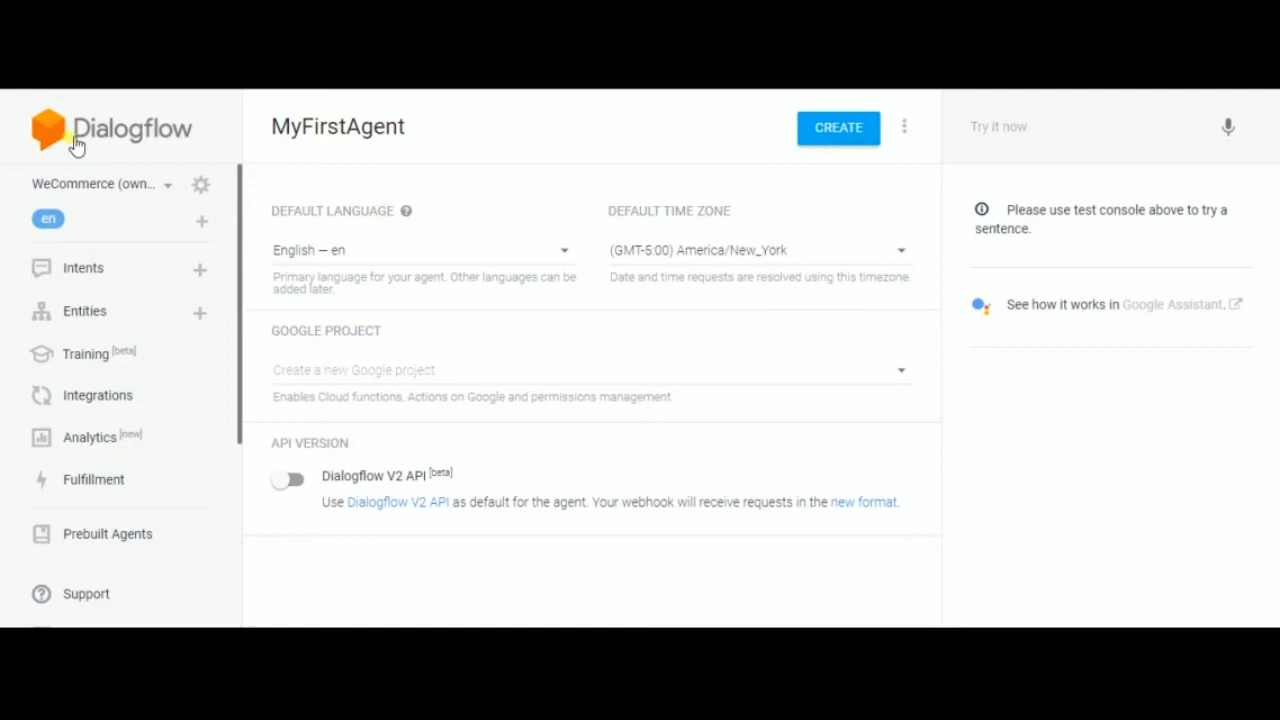 Dialogflow
MyFirstAgent
CREATE
Try it now
WeCommerce (own...
en
Intents
Entities
Training [beta]
Integrations
Analytics [new]
Fulfillment
Prebuilt Agents
Support
DEFAULT LANGUAGE
English – en
Primary language for your agent. Other languages can be
added later.
DEFAULT TIME ZONE
(GMT-5:00) America/New_York
Date and time requests are resolved using this timezone.
GOOGLE PROJECT
Create a new Google project
Enables Cloud functions, Actions on Google and permissions management.
API VERSION
Dialogflow V2 API [beta]
Use Dialogflow V2 API as default for the agent. Your webhook will receive requests in the new format.
Please use test console above to try a
sentence.
See how it works in Google Assistant.